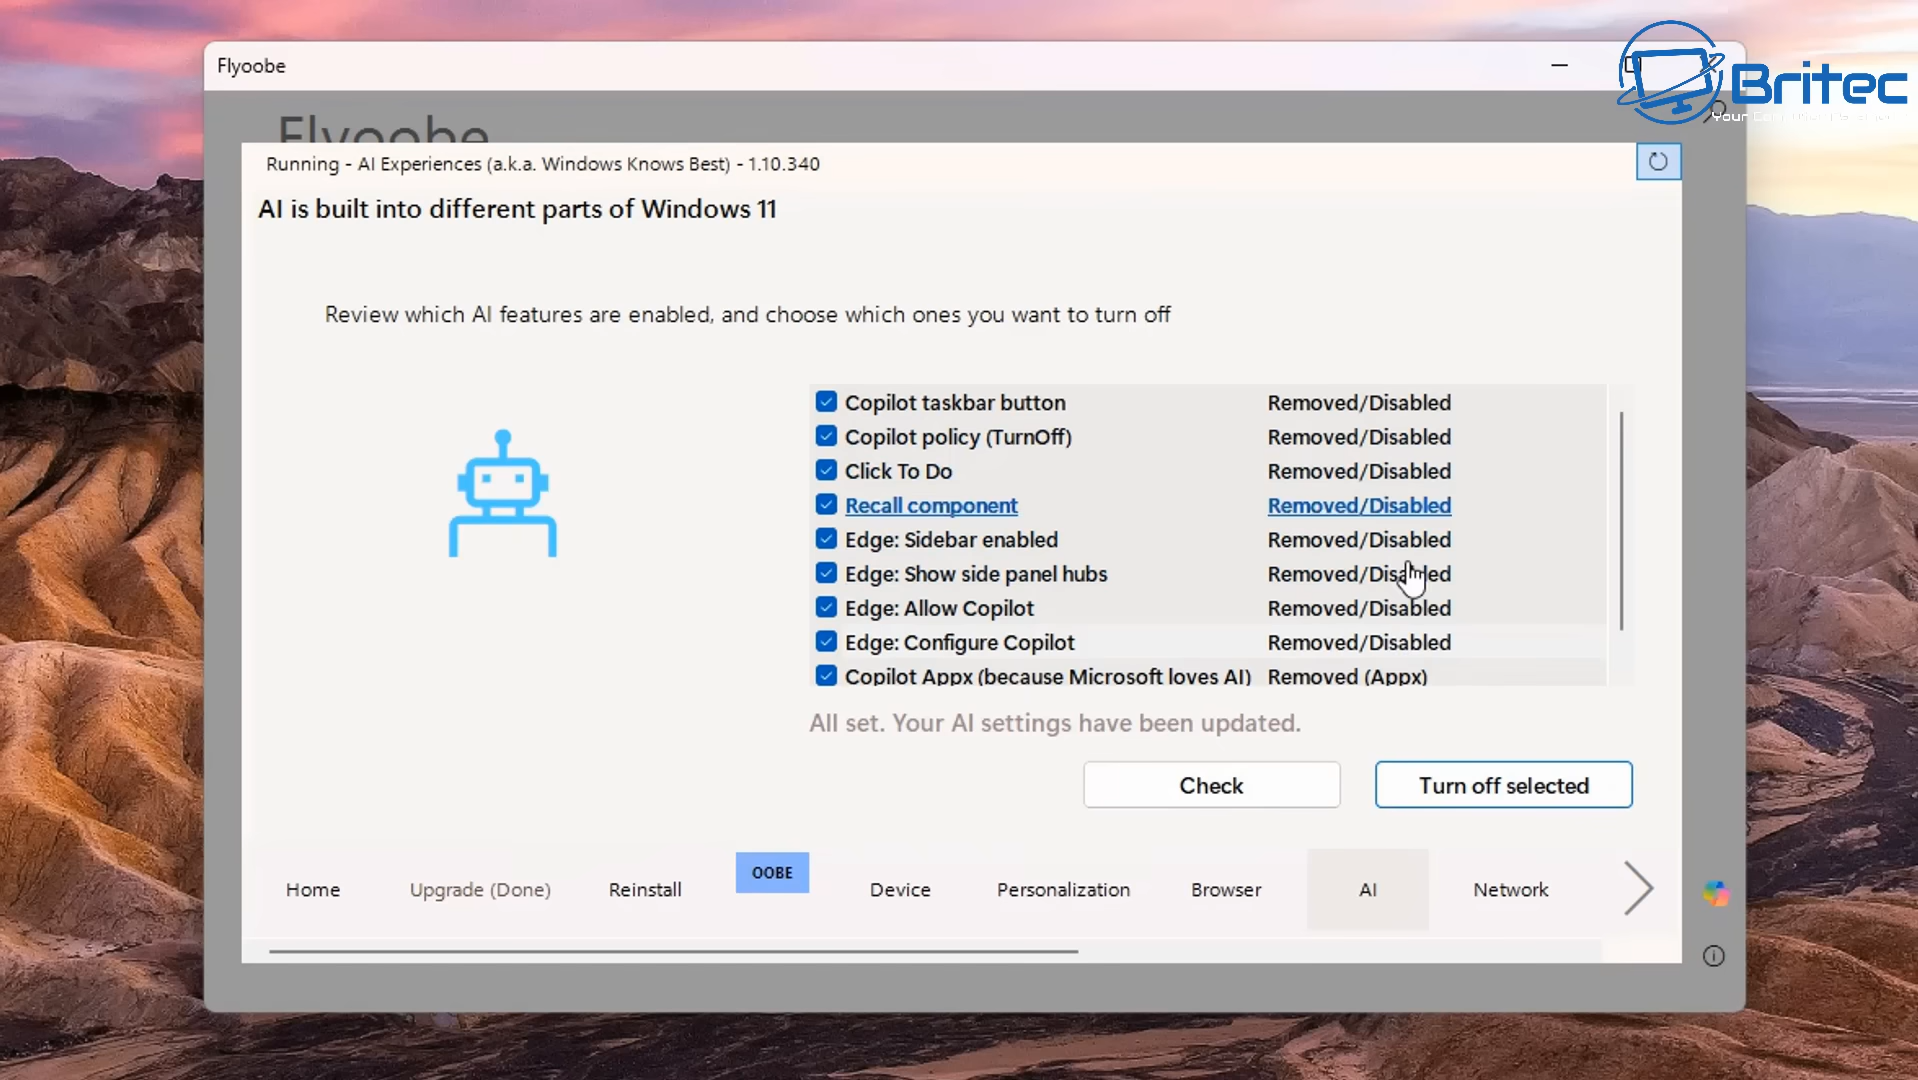 Flyoobe
Britec
Flyoobe
Running - AI Experiences (a.k.a. Windows Knows Best) - 1.10.340
AI is built into different parts of Windows 11
Review which AI features are enabled, and choose which ones you want to turn off
Copilot taskbar button Removed/Disabled
Copilot policy (TurnOff) Removed/Disabled
Click To Do Removed/Disabled
Recall component Removed/Disabled
Edge: Sidebar enabled Removed/Disabled
Edge: Show side panel hubs Removed/Disabled
Edge: Allow Copilot Removed/Disabled
Edge: Configure Copilot Removed/Disabled
Copilot Appx (because Microsoft loves AI) Removed (Appx)
All set. Your AI settings have been updated.
Check Turn off selected
Home Upgrade (Done) Reinstall OOBE Device Personalization Browser AI Network